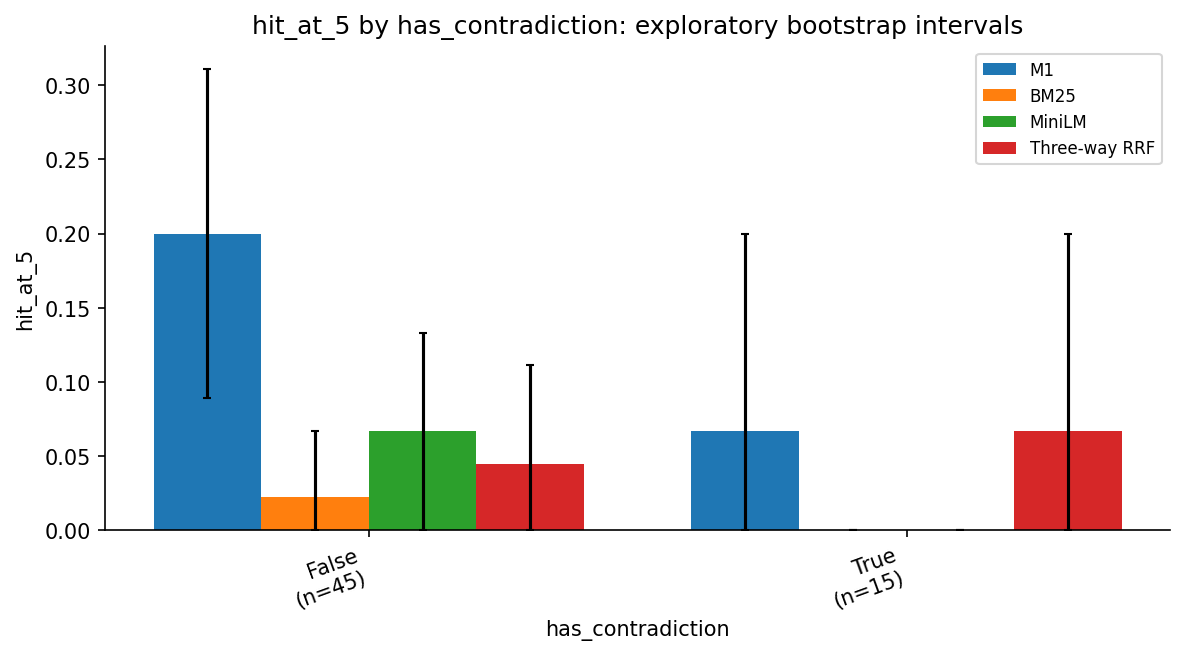 hit_at_5 by has_contradiction: exploratory bootstrap intervals
M1
BM25
MiniLM
Three-way RRF
hit_at_5
0.30
0.25
0.20
0.15
0.10
0.05
0.00
False
(n=45)
True
(n=15)
has_contradiction